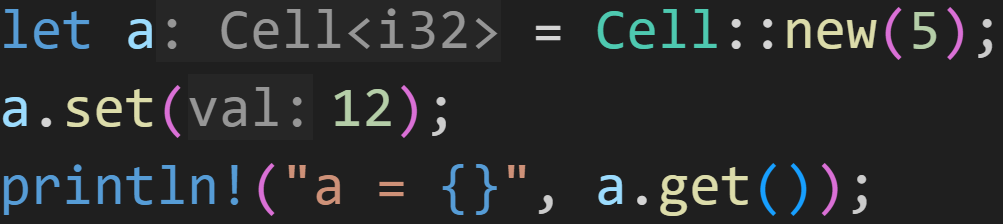 let a: Cell<i32> = Cell::new(5);
a.set(val: 12);
println!("a = {}", a.get());